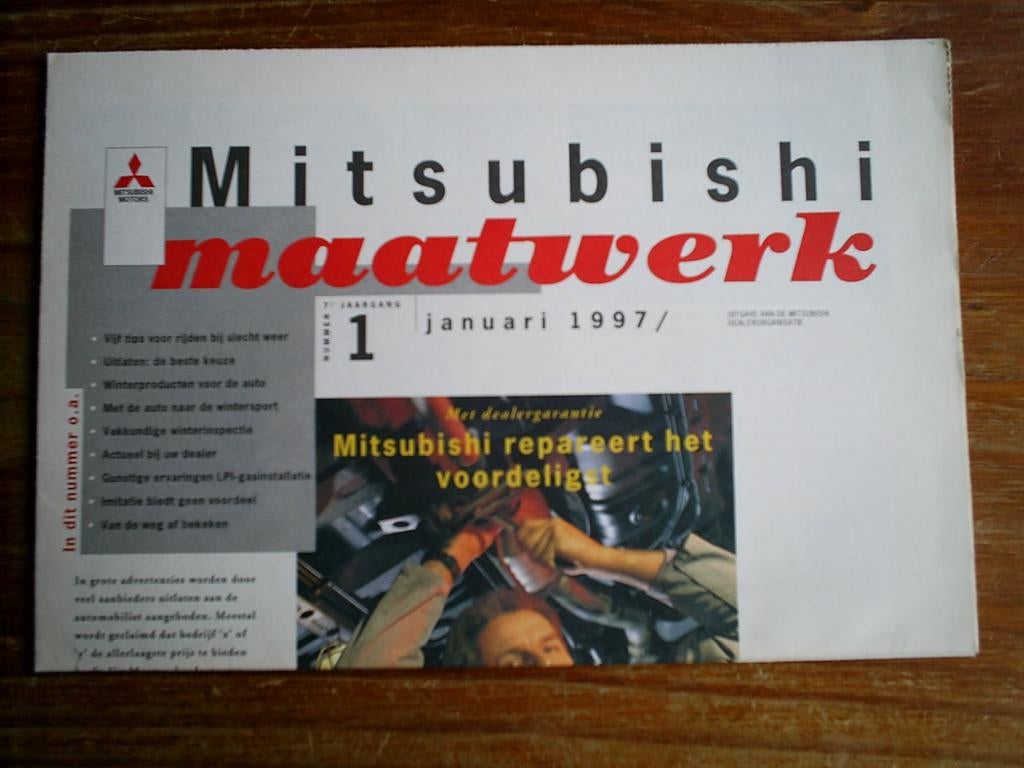 Mitsubishi
MITSUBISHI
MOTORS
maatwerk
7e JAARGANG
NUMMER
1
januari 1997/
UITGAVE VAN DE MITSUBISHI
DEALERORGANISATIE
In dit nummer o.a.
• Vijf tips voor rijden bij slecht weer
• Uitlaten: de beste keuze
• Winterproducten voor de auto
• Met de auto naar de wintersport
• Vakkundige winterinspectie
• Actueel bij uw dealer
• Gunstige ervaringen LPi-gasinstallatie
• Imitatie biedt geen voordeel
• Van de weg af bekeken
Met dealergarantie
Mitsubishi repareert het
voordeligst
In grote advertenties worden door
veel aanbieders uitlaten aan de
automobilist aangeboden. Meestal
wordt geclaimd dat bedrijf 'x' of
'y' de allerlaagste prijs te bieden